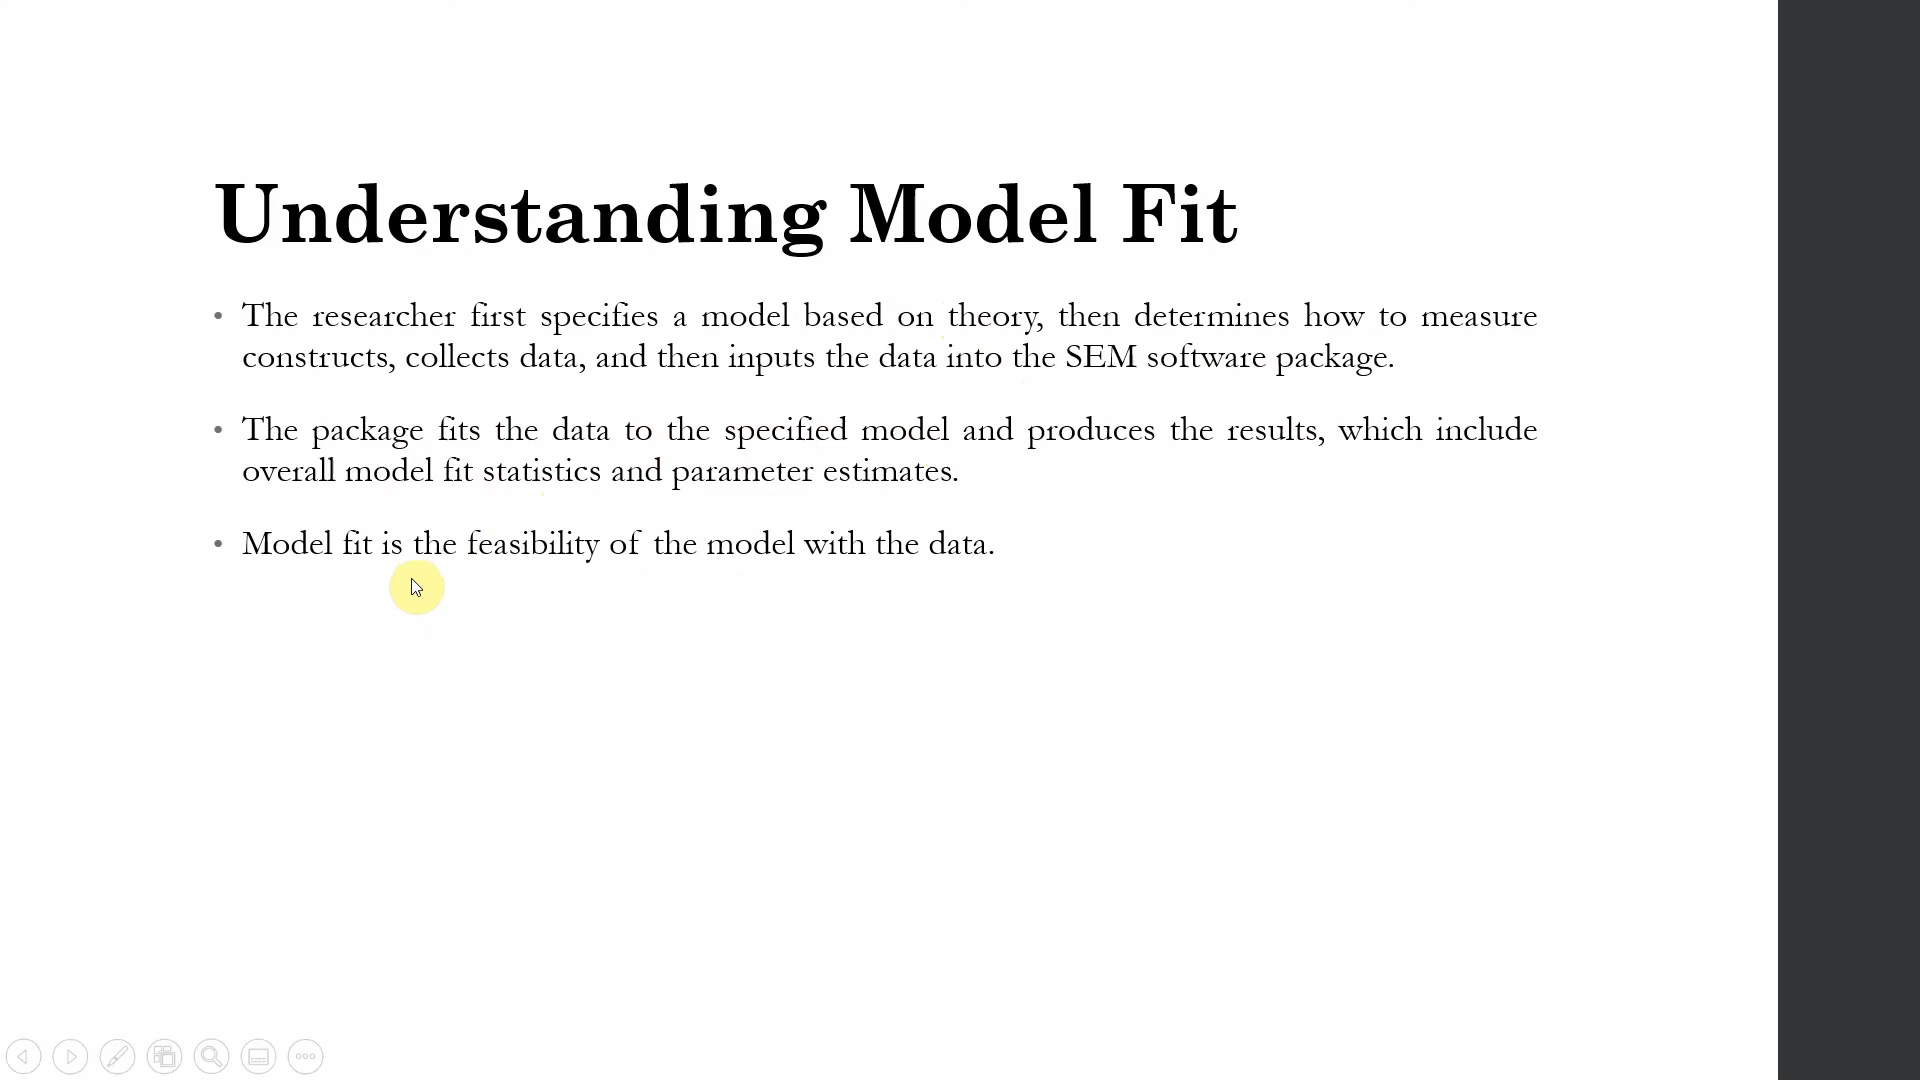 Understanding Model Fit
• The researcher first specifies a model based on theory, then determines how to measure
constructs, collects data, and then inputs the data into the SEM software package.
• The package fits the data to the specified model and produces the results, which include
overall model fit statistics and parameter estimates.
• Model fit is the feasibility of the model with the data.